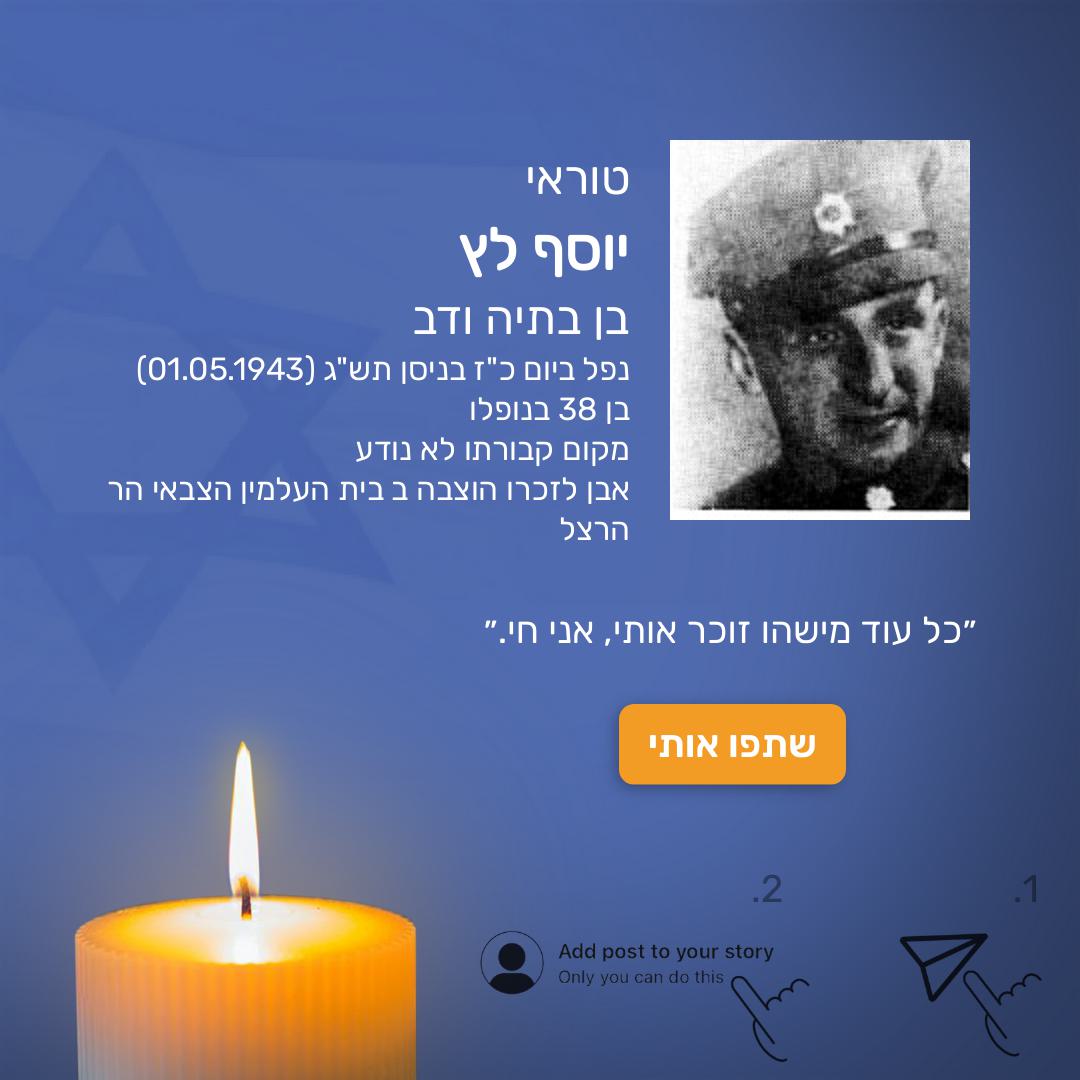 טוראי
יוסף לץ
בן בתיה ודב
נפל ביום כ"ז בניסן תש"ג (01.05.1943)
בן 38 בנופלו
מקום קבורתו לא נודע
אבן לזכרו הוצבה ב בית העלמין הצבאי הר
הרצל
״כל עוד מישהו זוכר אותי, אני חי.״
שתפו אותי
.1
.2
Add post to your story
Only you can do this